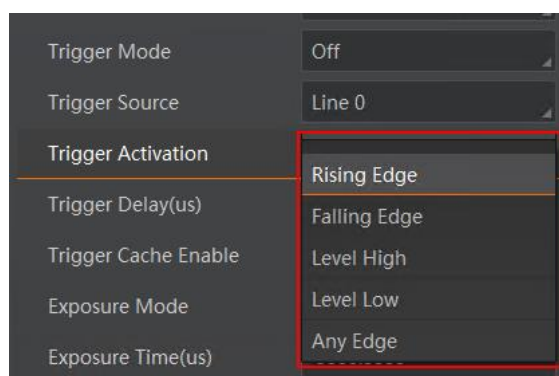 Trigger Mode Off
Trigger Source Line 0
Trigger Activation
Rising Edge
Trigger Delay(us)
Falling Edge
Trigger Cache Enable
Level High
Exposure Mode
Level Low
Any Edge
Exposure Time(us)